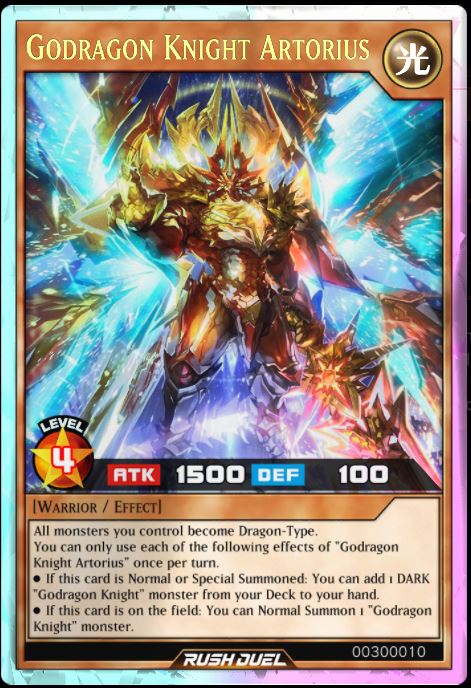 GODRAGON KNIGHT ARTORIUS
光
LEVEL
4
ATK 1500 DEF 100
[WARRIOR / EFFECT]
All monsters you control become Dragon-Type.
You can only use each of the following effects of "Godragon
Knight Artorius" once per turn.
● If this card is Normal or Special Summoned: You can add 1 DARK
"Godragon Knight" monster from your Deck to your hand.
● If this card is on the field: You can Normal Summon 1 "Godragon
Knight" monster.
00300010
RUSH DUEL